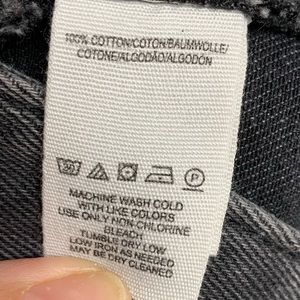 100% COTTON/COTON/BAUMWOLLE/
COTONE/ALGODÃO/ALGODON
P
MACHINE WASH COLD
WITH LIKE COLORS
USE ONLY NON-CHLORINE
BLEACH
TUMBLE DRY LOW
LOW IRON AS NEEDED
MAY BE DRY CLEANED